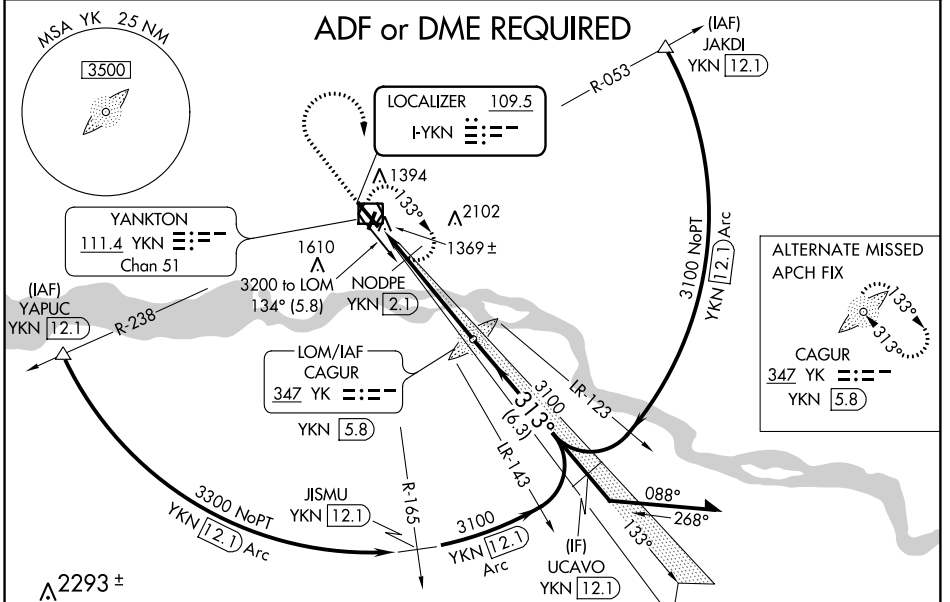 MSA YK 25 NM
3500
ADF or DME REQUIRED
(IAF)
JAKDI
YKN 12.1
R-053
LOCALIZER 109.5
I-YKN
1394
133°
2102
1369 ±
YANKTON
111.4 YKN
Chan 51
1610
3200 to LOM
134° (5.8)
NODPE
YKN 2.1
3100 NoPT
YKN 12.1 Arc
ALTERNATE MISSED
APCH FIX
133°
313°
CAGUR
347 YK
YKN 5.8
(IAF)
YAPUC
YKN 12.1
R-238
LOM/IAF
CAGUR
347 YK
YKN 5.8
3100
313°
(6.3)
LR-123
LR-143
R-165
3300 NoPT
YKN 12.1 Arc
JISMU
YKN 12.1
3100
YKN 12.1
Arc
088°
268°
133°
(IF)
UCAVO
YKN 12.1
2293 ±